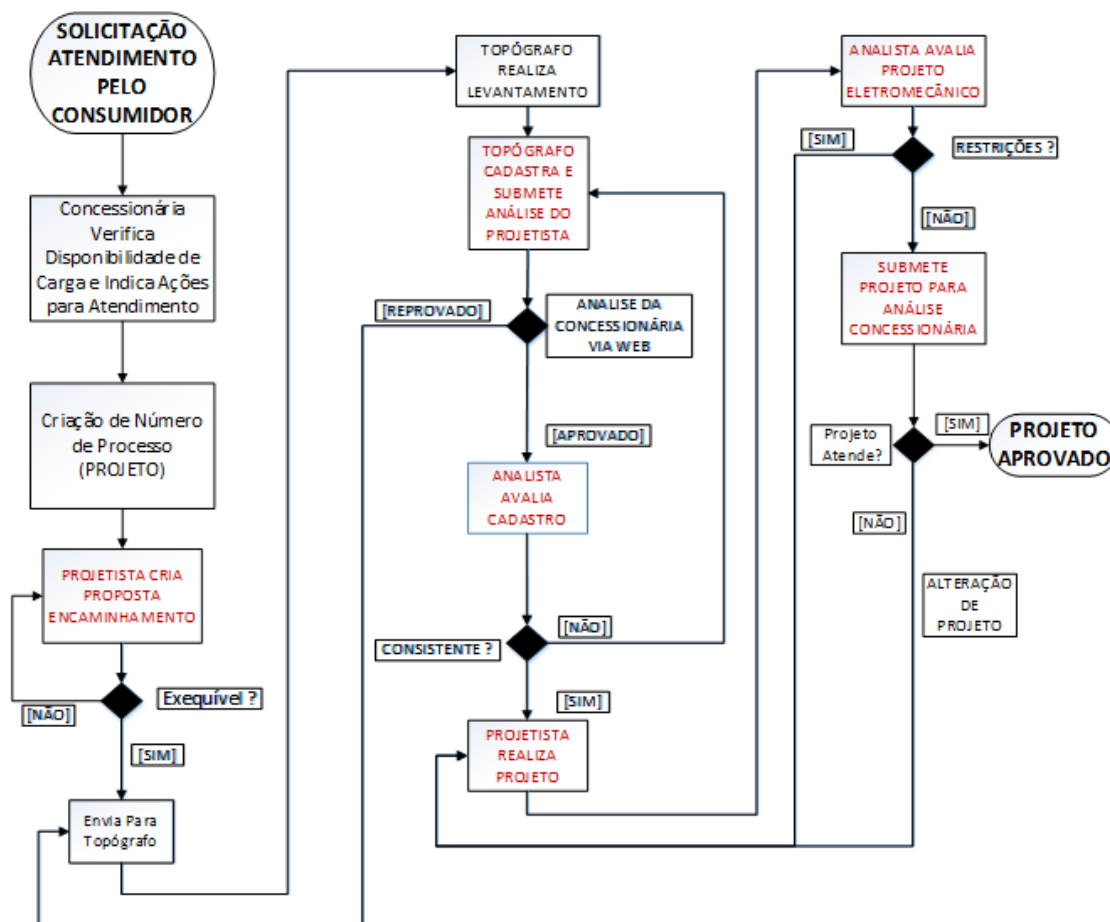 SOLICITAÇÃO
ATENDIMENTO
PELO
CONSUMIDOR
Concessionária
Verifica
Disponibilidade de
Carga e Indica Ações
para Atendimento
Criação de Número
de Processo
(PROJETO)
PROJETISTA CRIA
PROPOSTA
ENCAMINHAMENTO
Exequível ?
[NÃO]
[SIM]
Envia Para
Topógrafo
TOPÓGRAFO
REALIZA
LEVANTAMENTO
TOPÓGRAFO
CADASTRA E
SUBMETE
ANÁLISE DO
PROJETISTA
[REPROVADO]
ANALISE DA
CONCESSIONÁRIA
VIA WEB
[APROVADO]
ANALISTA
AVALIA
CADASTRO
[NÃO]
CONSISTENTE ?
[SIM]
PROJETISTA
REALIZA
PROJETO
ANALISTA AVALIA
PROJETO
ELETROMECÂNICO
[SIM]
RESTRIÇÕES ?
[NÃO]
SUBMETE
PROJETO PARA
ANÁLISE
CONCESSIONÁRIA
Projeto
Atende?
[SIM]
PROJETO
APROVADO
[NÃO]
ALTERAÇÃO
DE
PROJETO